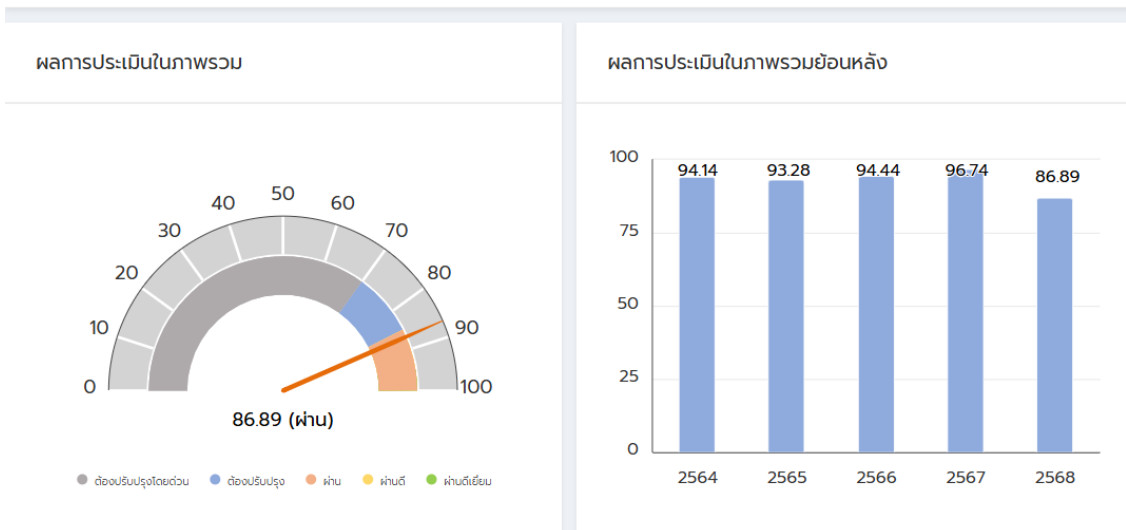 ผลการประเมินในภาพรวม
50
40
60
30
70
20
80
10
90
0
100
86.89 (ผ่าน)
ต้องปรับปรุงโดยด่วน ต้องปรับปรุง ผ่าน ผ่านดี ผ่านดีเยี่ยม
ผลการประเมินในภาพรวมย้อนหลัง
100
94.14 93.28 94.44 96.74 86.89
75
50
25
0
2564 2565 2566 2567 2568